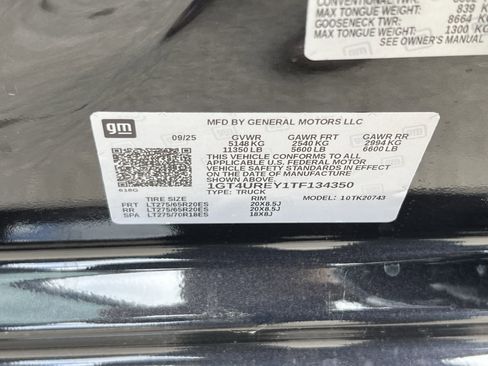 CONVENTIONAL TWR:
MAX TONGUE WEIGHT: 839 KG
GOOSENECK TWR: 8664 KG
MAX TONGUE WEIGHT: 1300 KG
SEE OWNER'S MANUAL
gm
MFD BY GENERAL MOTORS LLC
09/25 GVWR GAWR FRT GAWR RR
5148 KG 2540 KG 2994 KG
11350 LB 5600 LB 6600 LB
THIS VEHICLE CONFORMS TO ALL
APPLICABLE U.S. FEDERAL MOTOR
VEHICLE SAFETY STANDARDS IN EFFECT
ON THE DATE OF MANUFACTURE
SHOWN ABOVE.
1GT4UREY1TF134350
618G
TYPE: TRUCK
MODEL: 10TK20743
TIRE SIZE RIM
FRT LT275/65R20ES 20X8.5J
RR LT275/65R20ES 20X8.5J
SPA LT275/70R18ES 18X8J